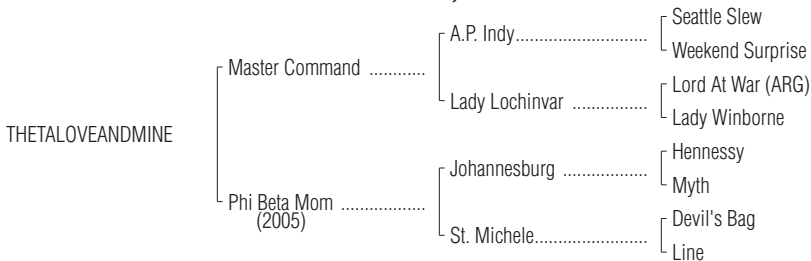 Seattle Slew
A.P. Indy..............................
Weekend Surprise
Master Command ............
Lord At War (ARG)
Lady Lochinvar ................
Lady Winborne
THETALOVEANDMINE
Hennessy
Johannesburg ..................
Myth
Phi Beta Mom ..................
(2005)
Devil's Bag
St. Michele........................
Line